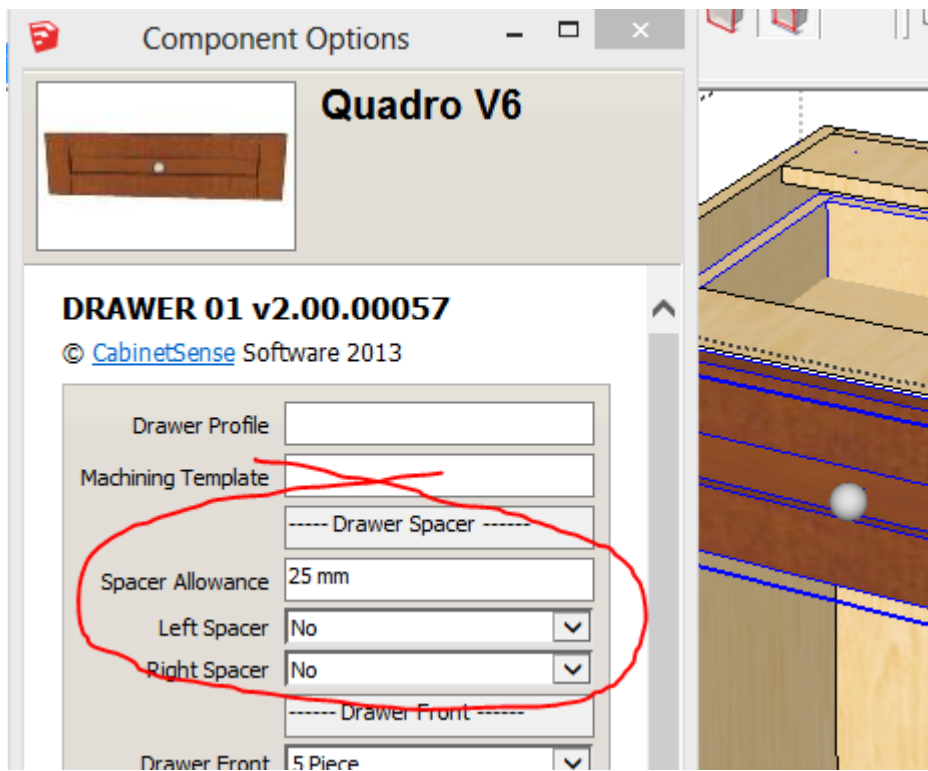 Component Options
Quadro V6
DRAWER 01 v2.00.00057
© CabinetSense Software 2013
Drawer Profile
Machining Template
----- Drawer Spacer ------
Spacer Allowance 25 mm
Left Spacer No
Right Spacer No
------ Drawer Front ------
Drawer Front 5 Piece